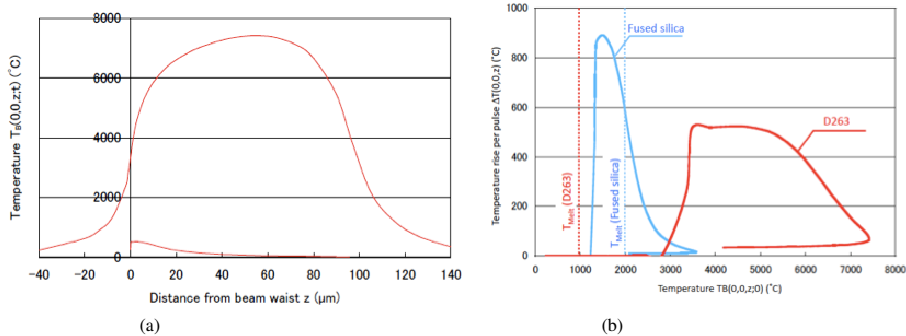 (a)
8000
6000
4000
2000
0
Temperature T_B(0,0,z;t) (°C)
−40
−20
0
20
40
60
80
100
120
140
Distance from beam waist z (μm)
(b)
1000
800
600
400
200
0
Temperature rise per pulse ΔT(0,0,z) (°C)
Fused silica
D263
T_Melt (D263)
T_Melt (Fused silica)
0
1000
2000
3000
4000
5000
6000
7000
8000
Temperature TB(0,0,z;0) (°C)
(a)
(b)